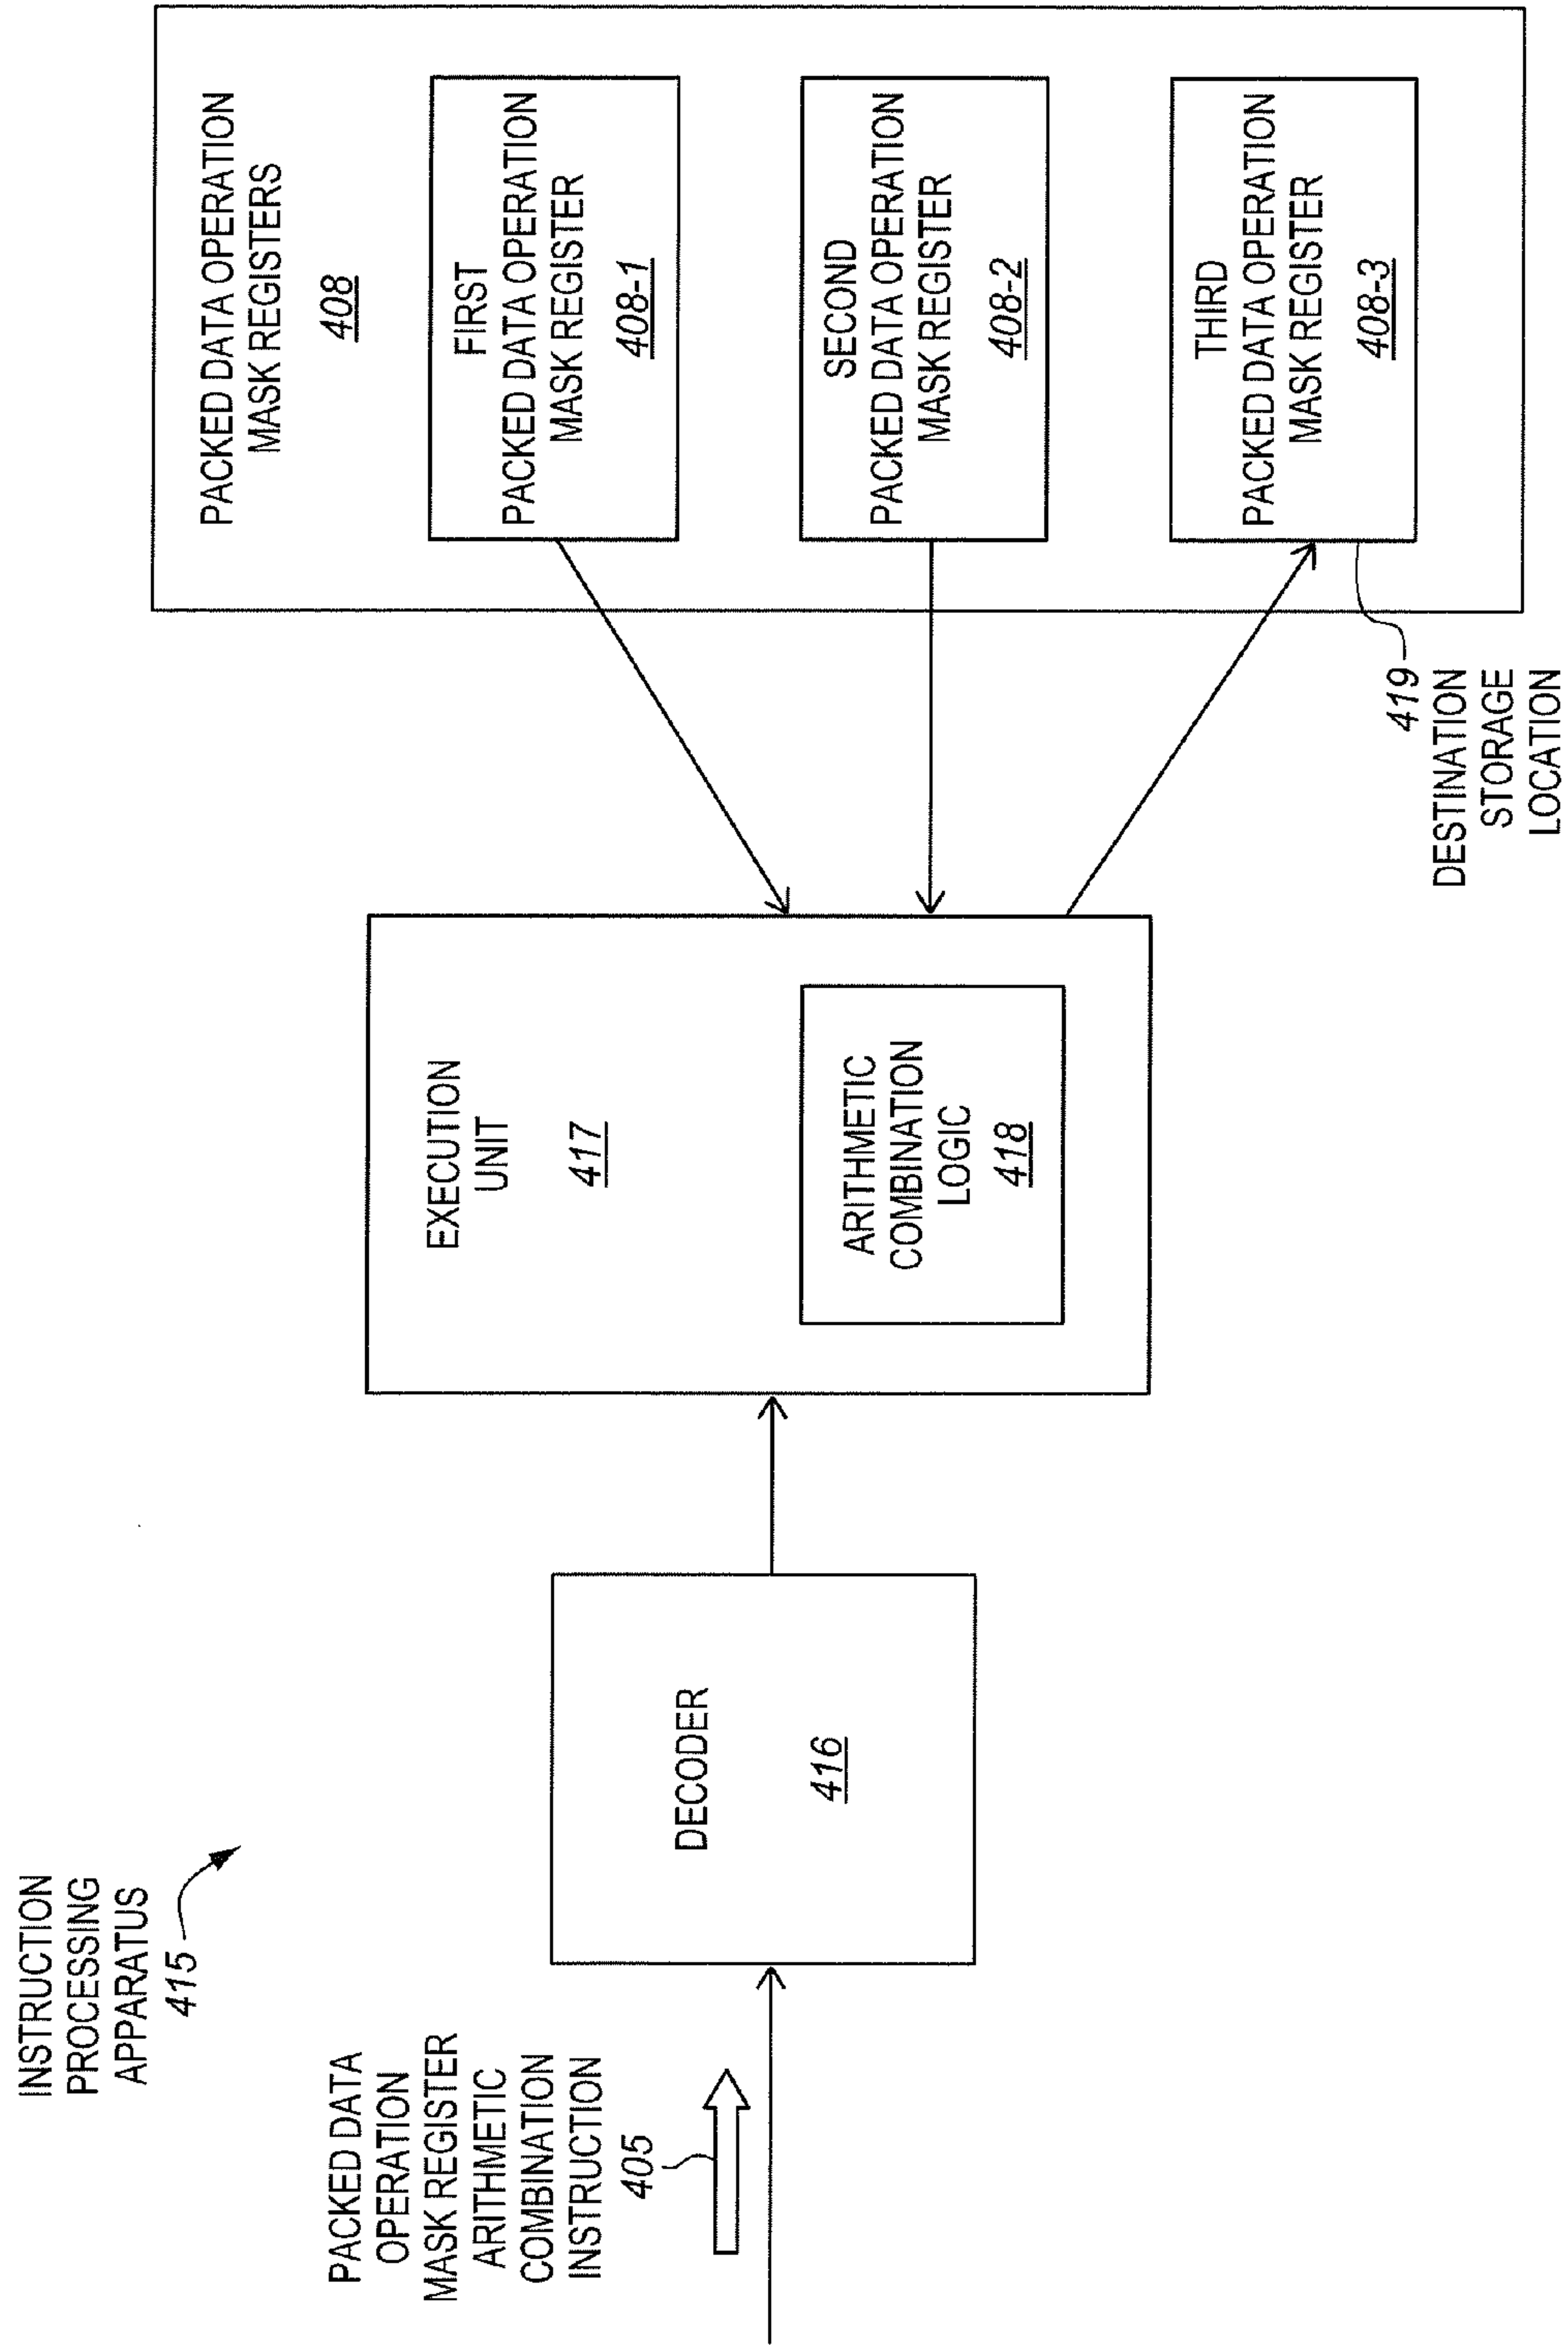 INSTRUCTION
PROCESSING
APPARATUS
415
PACKED DATA
OPERATION
MASK REGISTER
ARITHMETIC
COMBINATION
INSTRUCTION
405
DECODER
416
EXECUTION
UNIT
417
ARITHMETIC
COMBINATION
LOGIC
418
PACKED DATA OPERATION
MASK REGISTERS
408
FIRST
PACKED DATA OPERATION
MASK REGISTER
408-1
SECOND
PACKED DATA OPERATION
MASK REGISTER
408-2
THIRD
PACKED DATA OPERATION
MASK REGISTER
408-3
419
DESTINATION
STORAGE
LOCATION